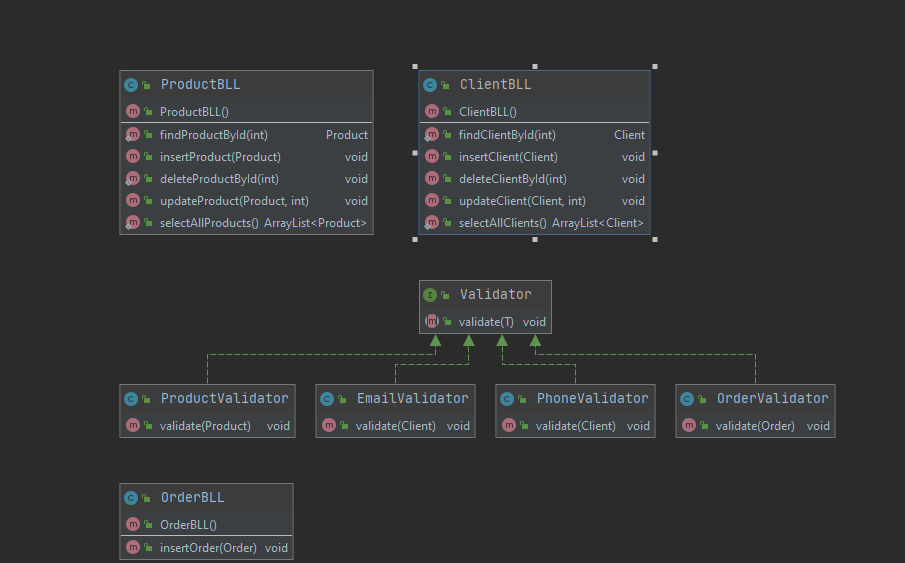 ProductBLL
ProductBLL()
findProductById(int) Product
insertProduct(Product) void
deleteProductById(int) void
updateProduct(Product, int) void
selectAllProducts() ArrayList<Product>
ClientBLL
ClientBLL()
findClientById(int) Client
insertClient(Client) void
deleteClientById(int) void
updateClient(Client, int) void
selectAllClients() ArrayList<Client>
Validator
validate(T) void
ProductValidator
validate(Product) void
EmailValidator
validate(Client) void
PhoneValidator
validate(Client) void
OrderValidator
validate(Order) void
OrderBLL
OrderBLL()
insertOrder(Order) void